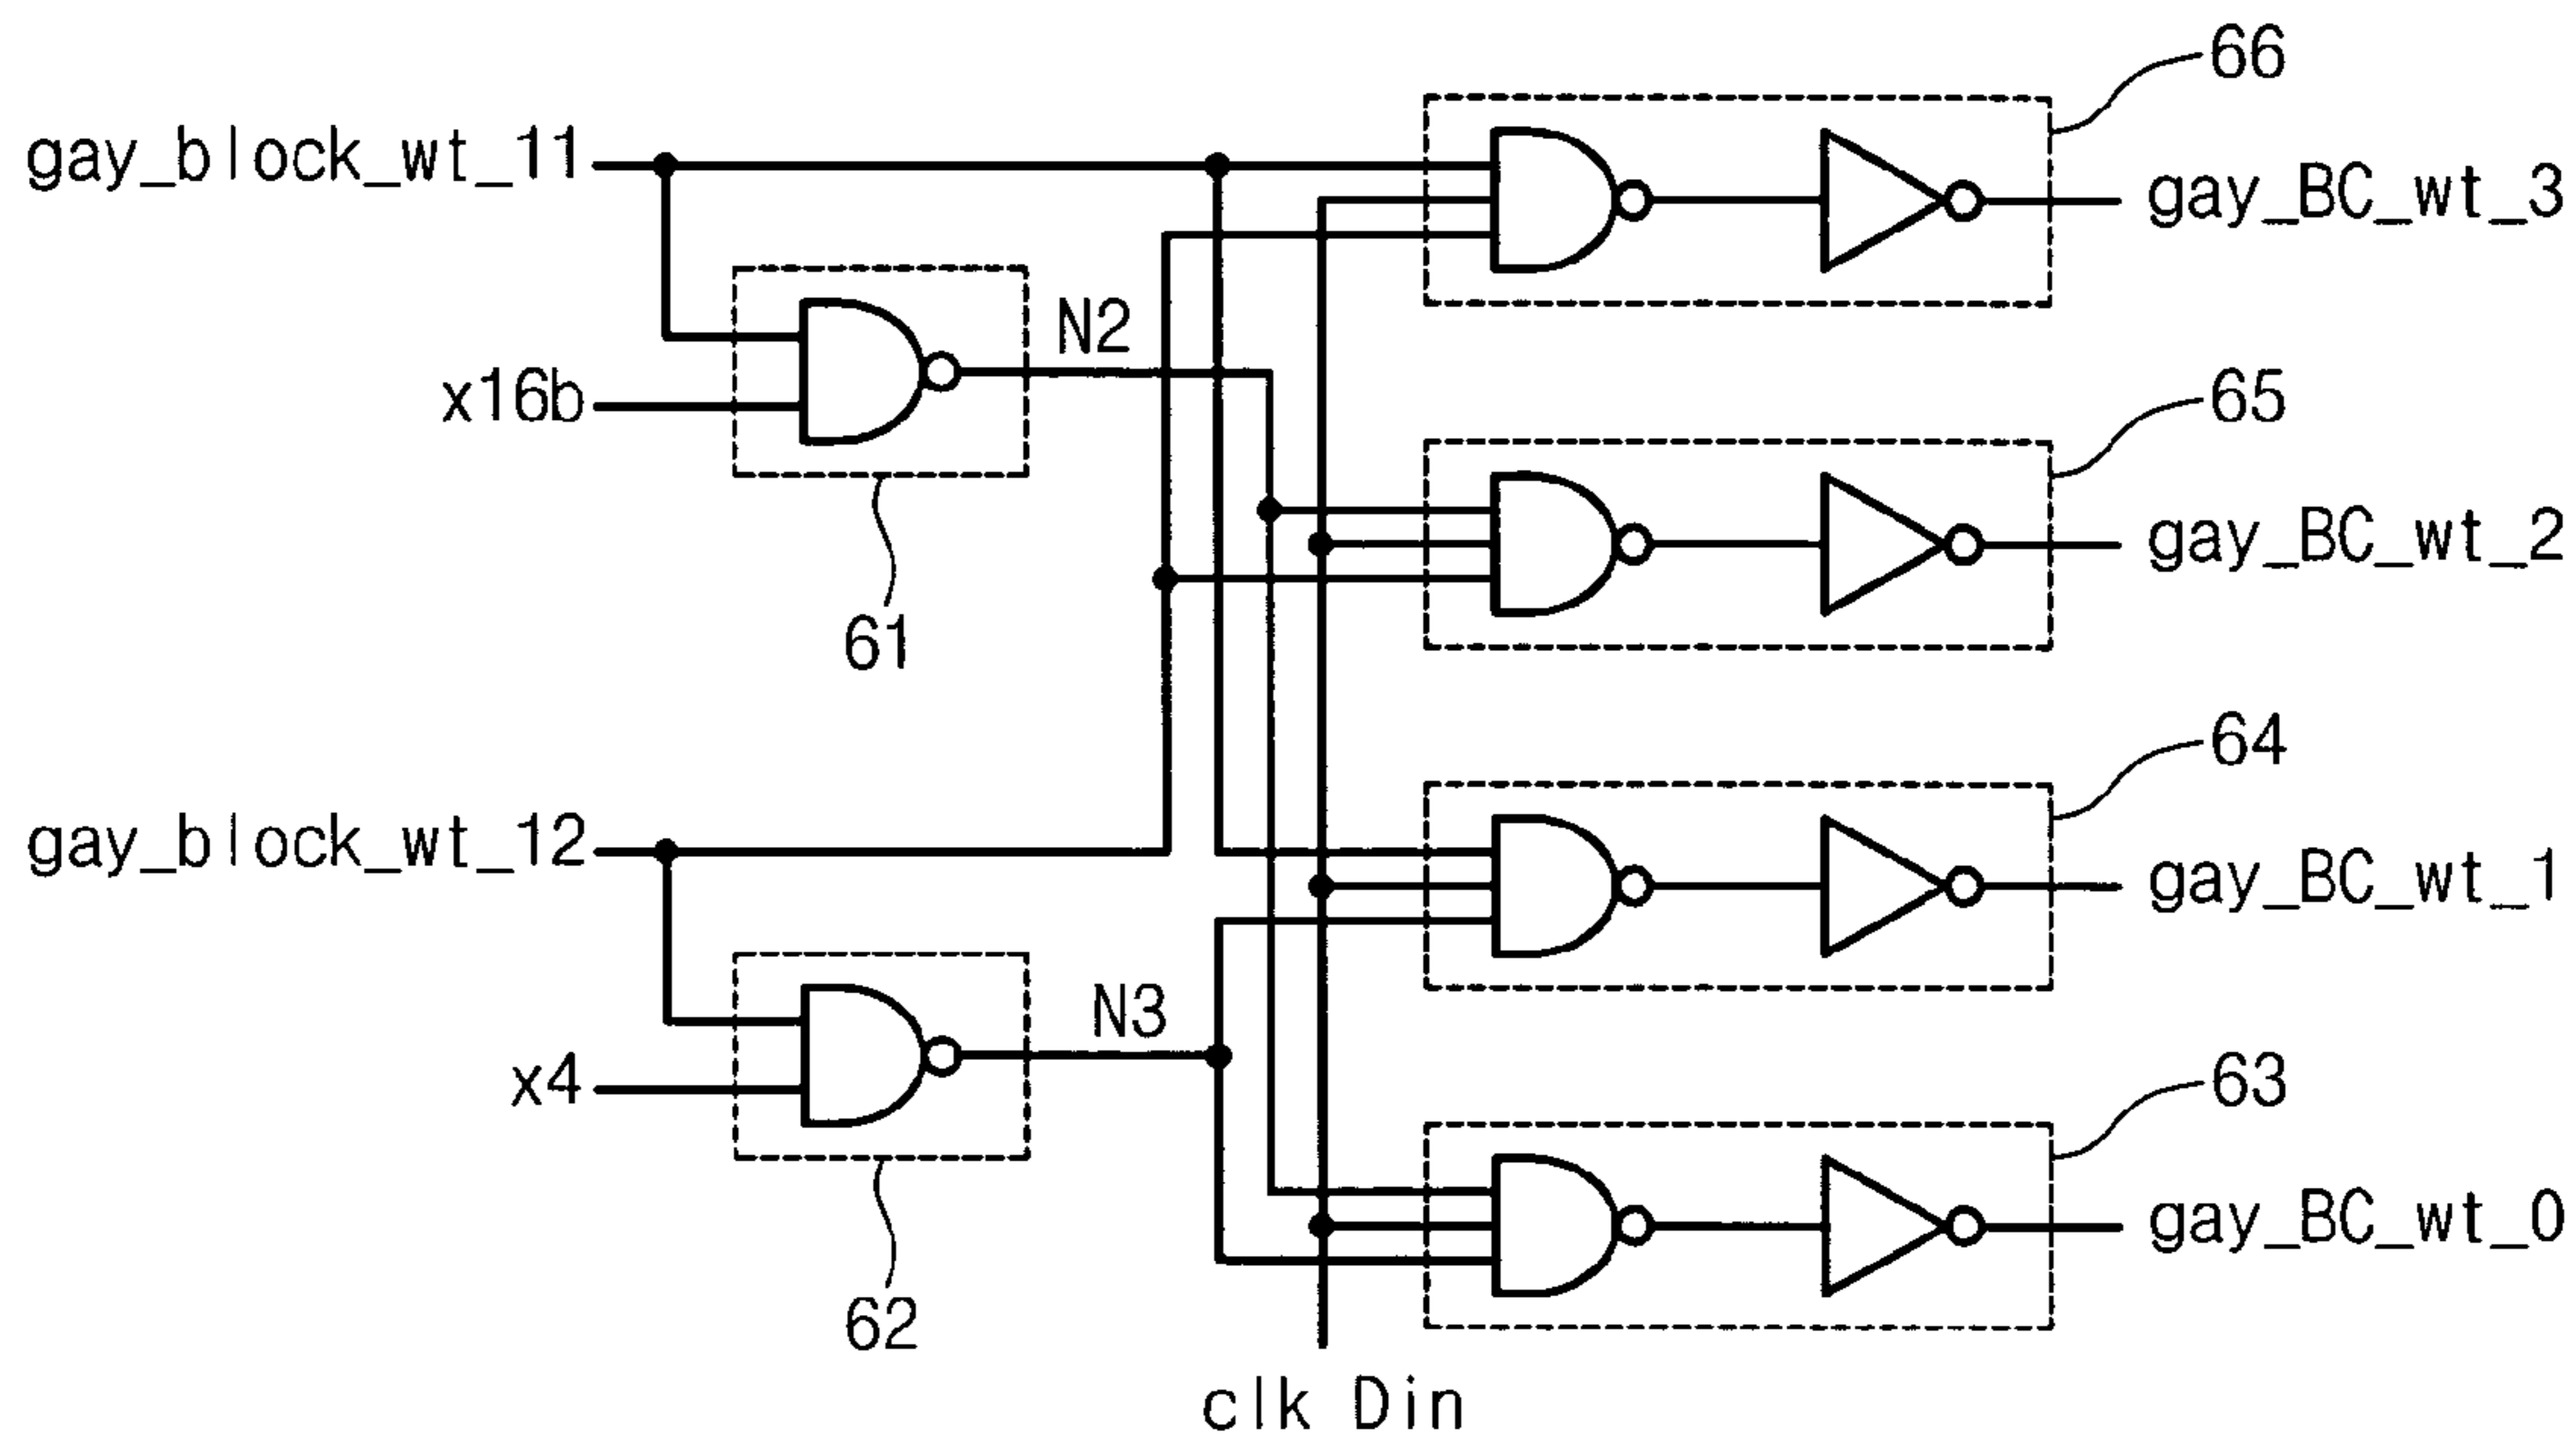 66
gay_block_wt_11
gay_BC_wt_3
N2
x16b
65
gay_BC_wt_2
61
64
gay_block_wt_12
gay_BC_wt_1
N3
x4
63
gay_BC_wt_0
62
clk Din